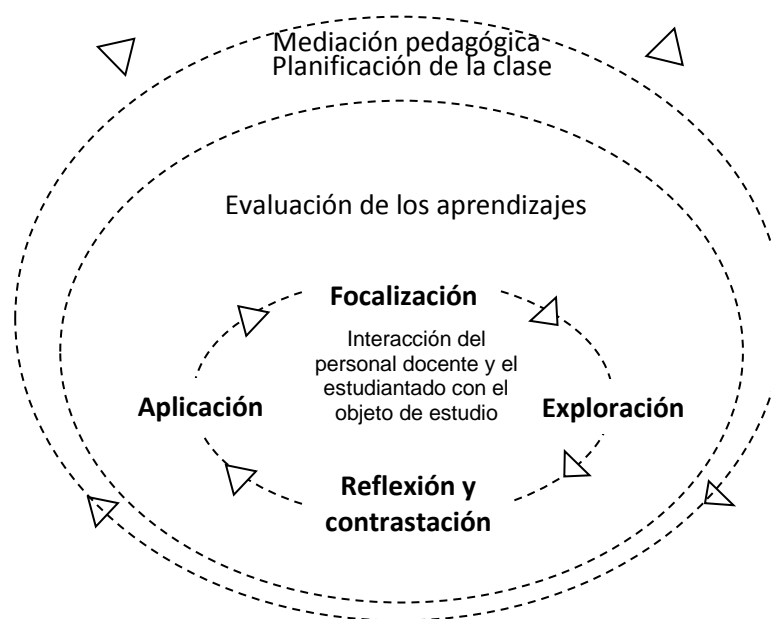 Mediación pedagógica
Planificación de la clase
Evaluación de los aprendizajes
Focalización
Interacción del
personal docente y el
estudiantado con el
objeto de estudio
Aplicación
Exploración
Reflexión y
contrastación